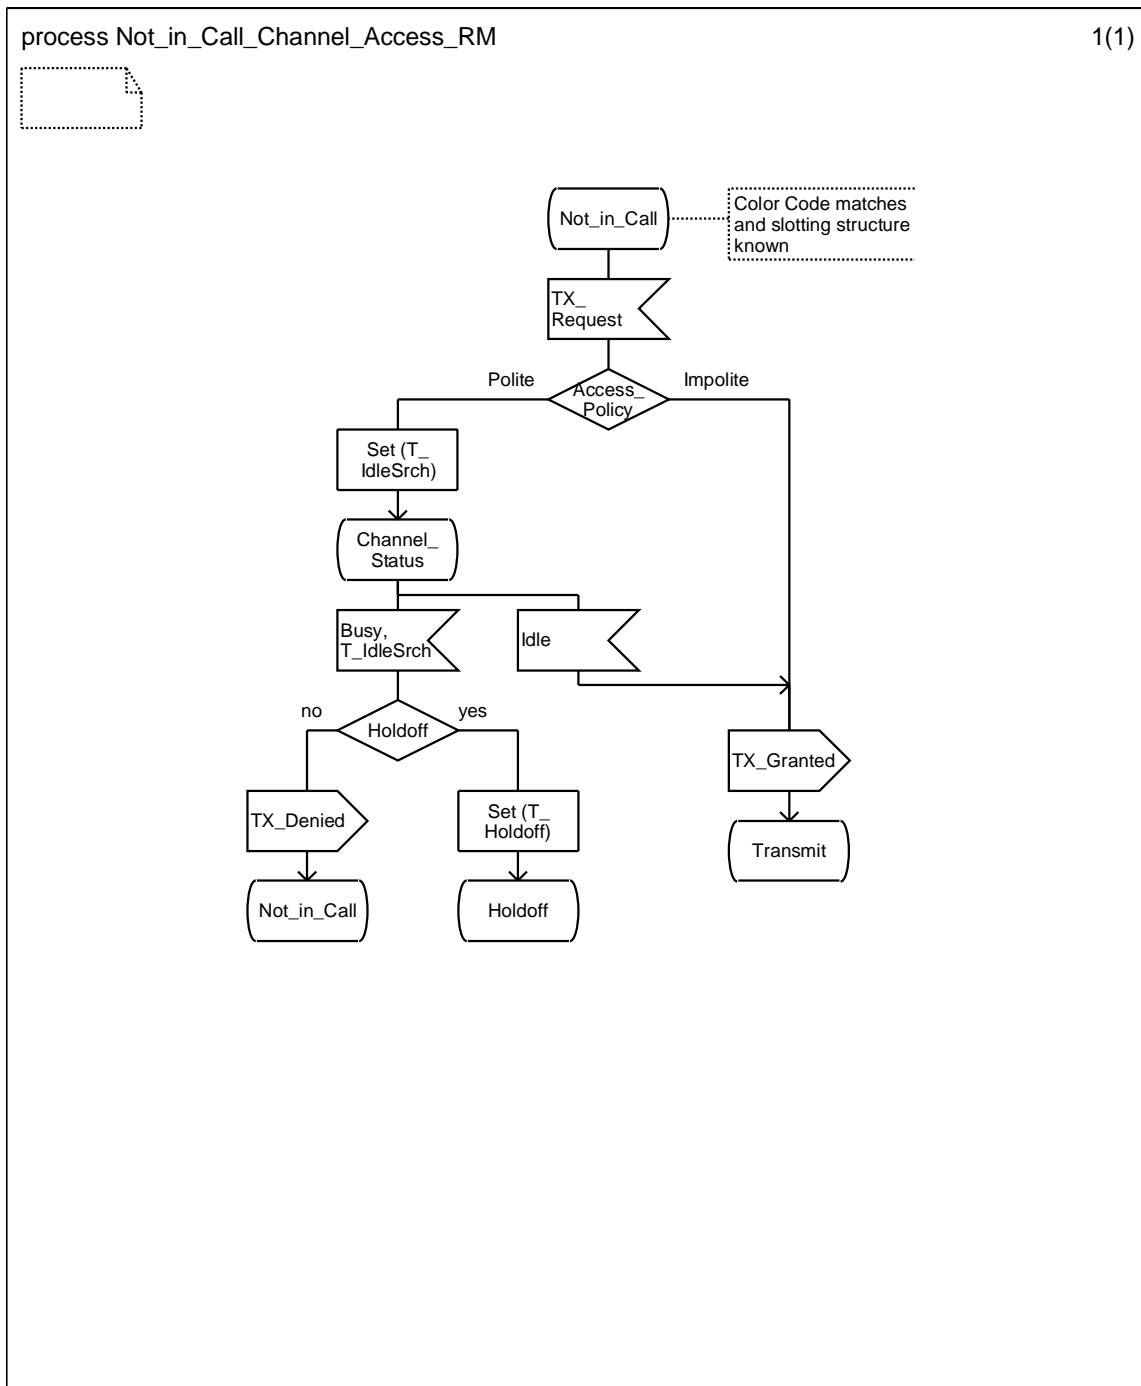 process Not_in_Call_Channel_Access_RM
1(1)
Not_in_Call
Color Code matches
and slotting structure
known
TX_
Request
Polite
Access_
Policy
Impolite
Set (T_
IdleSrch)
Channel_
Status
Busy,
T_IdleSrch
Idle
no
Holdoff
yes
TX_Granted
TX_Denied
Set (T_
Holdoff)
Transmit
Not_in_Call
Holdoff